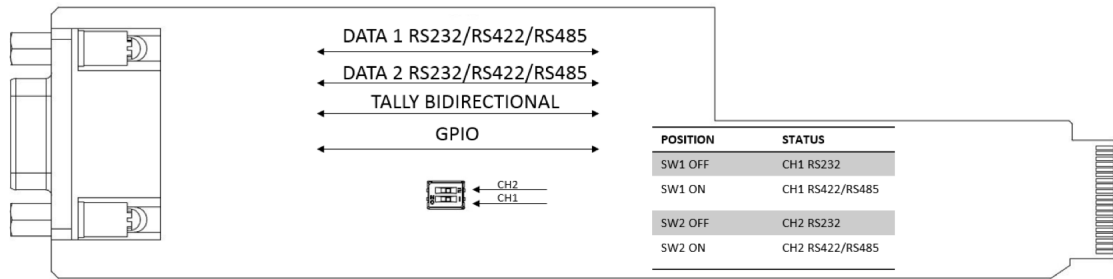 DATA 1 RS232/RS422/RS485
DATA 2 RS232/RS422/RS485
TALLY BIDIRECTIONAL
GPIO
CH2
CH1
POSITION STATUS
SW1 OFF CH1 RS232
SW1 ON CH1 RS422/RS485
SW2 OFF CH2 RS232
SW2 ON CH2 RS422/RS485